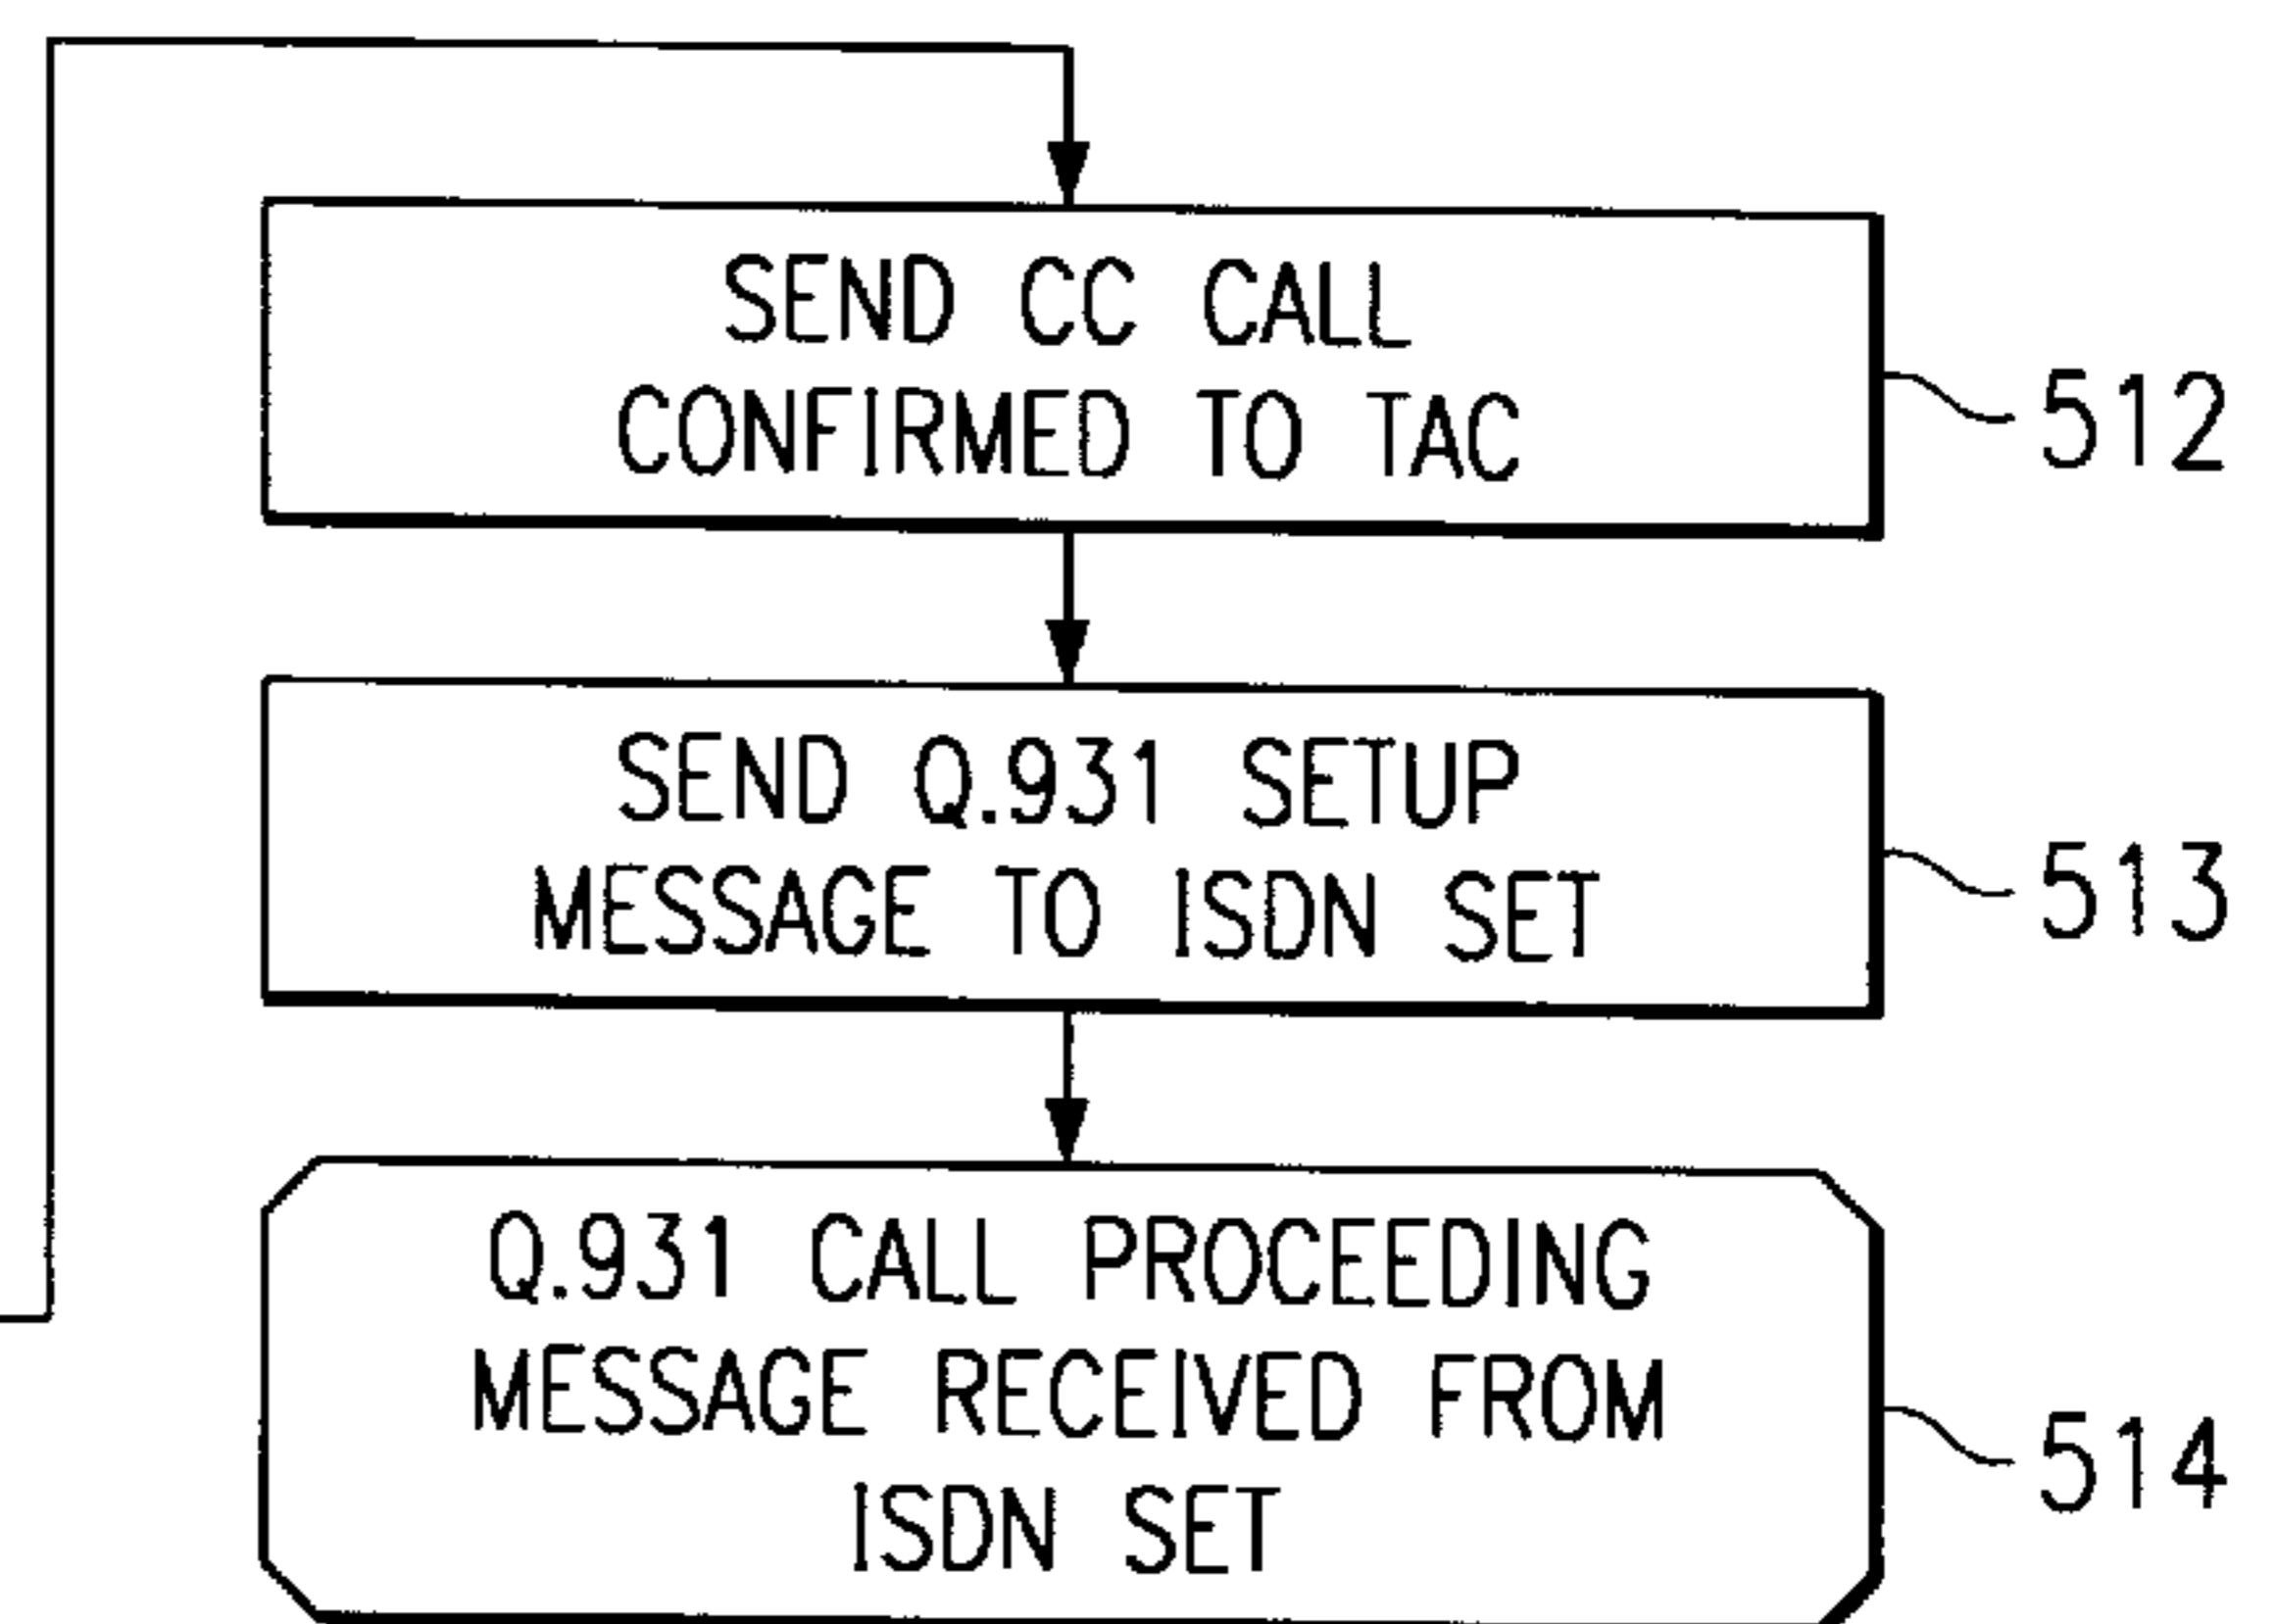 SEND CC CALL
CONFIRMED TO TAC
512
SEND Q.931 SETUP
MESSAGE TO ISDN SET
513
Q.931 CALL PROCEEDING
MESSAGE RECEIVED FROM
ISDN SET
514